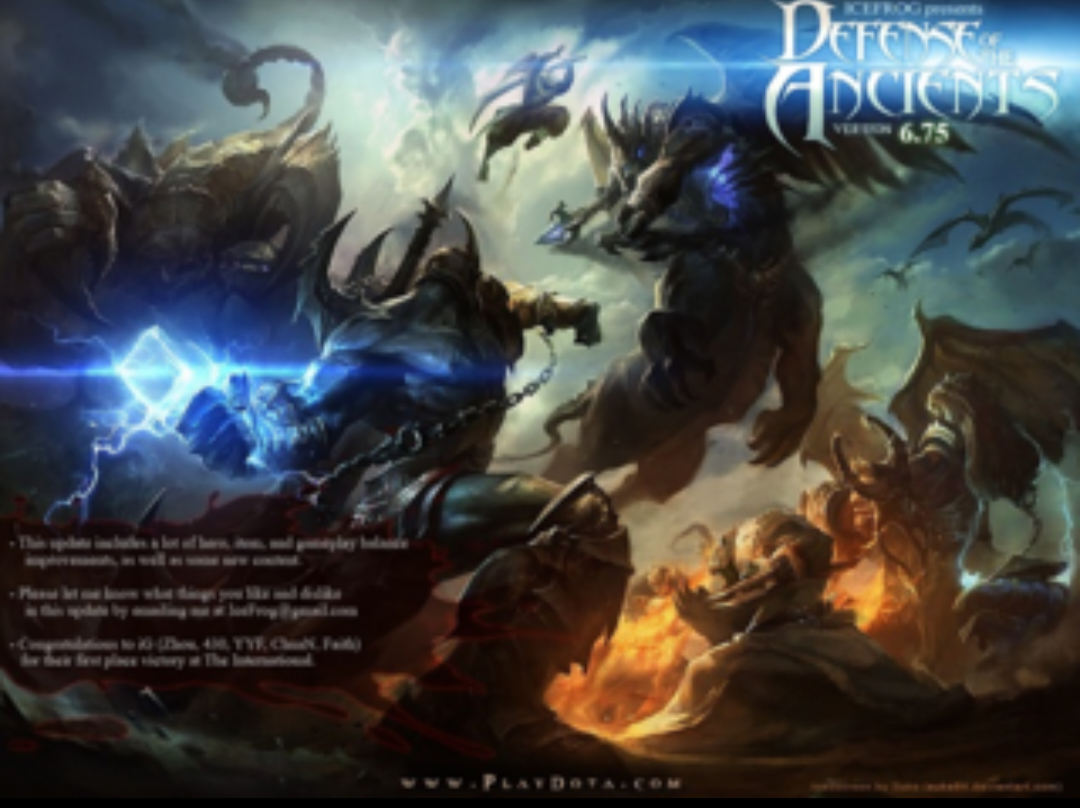 ICEFROG presents
DEFENSE OF THE
ANCIENTS
VERSION 6.75
• This update includes a lot of hero, item, and gameplay balance
improvements, as well as some new content.
• Please let me know what things you like and dislike
in this update by emailing me at IceFrog@gmail.com
• Congratulations to iG (Zhou, 430, YYF, ChuaN, Faith)
for their first place victory at The International.
WWW.PLAYDOTA.COM